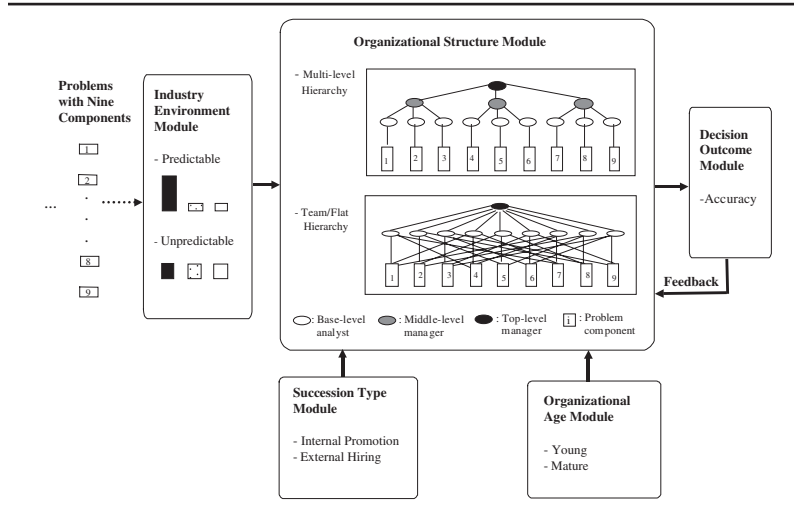 Problems
with Nine
Components
1
2
...
.
.
.
8
9
Industry
Environment
Module
- Predictable
- Unpredictable
Organizational Structure Module
- Multi-level
Hierarchy
1 2 3 4 5 6 7 8 9
- Team/Flat
Hierarchy
1 2 3 4 5 6 7 8 9
: Base-level
analyst
: Middle-level
manager
: Top-level
manager
i : Problem
component
Decision
Outcome
Module
-Accuracy
Feedback
Succession Type
Module
- Internal Promotion
- External Hiring
Organizational
Age Module
- Young
- Mature